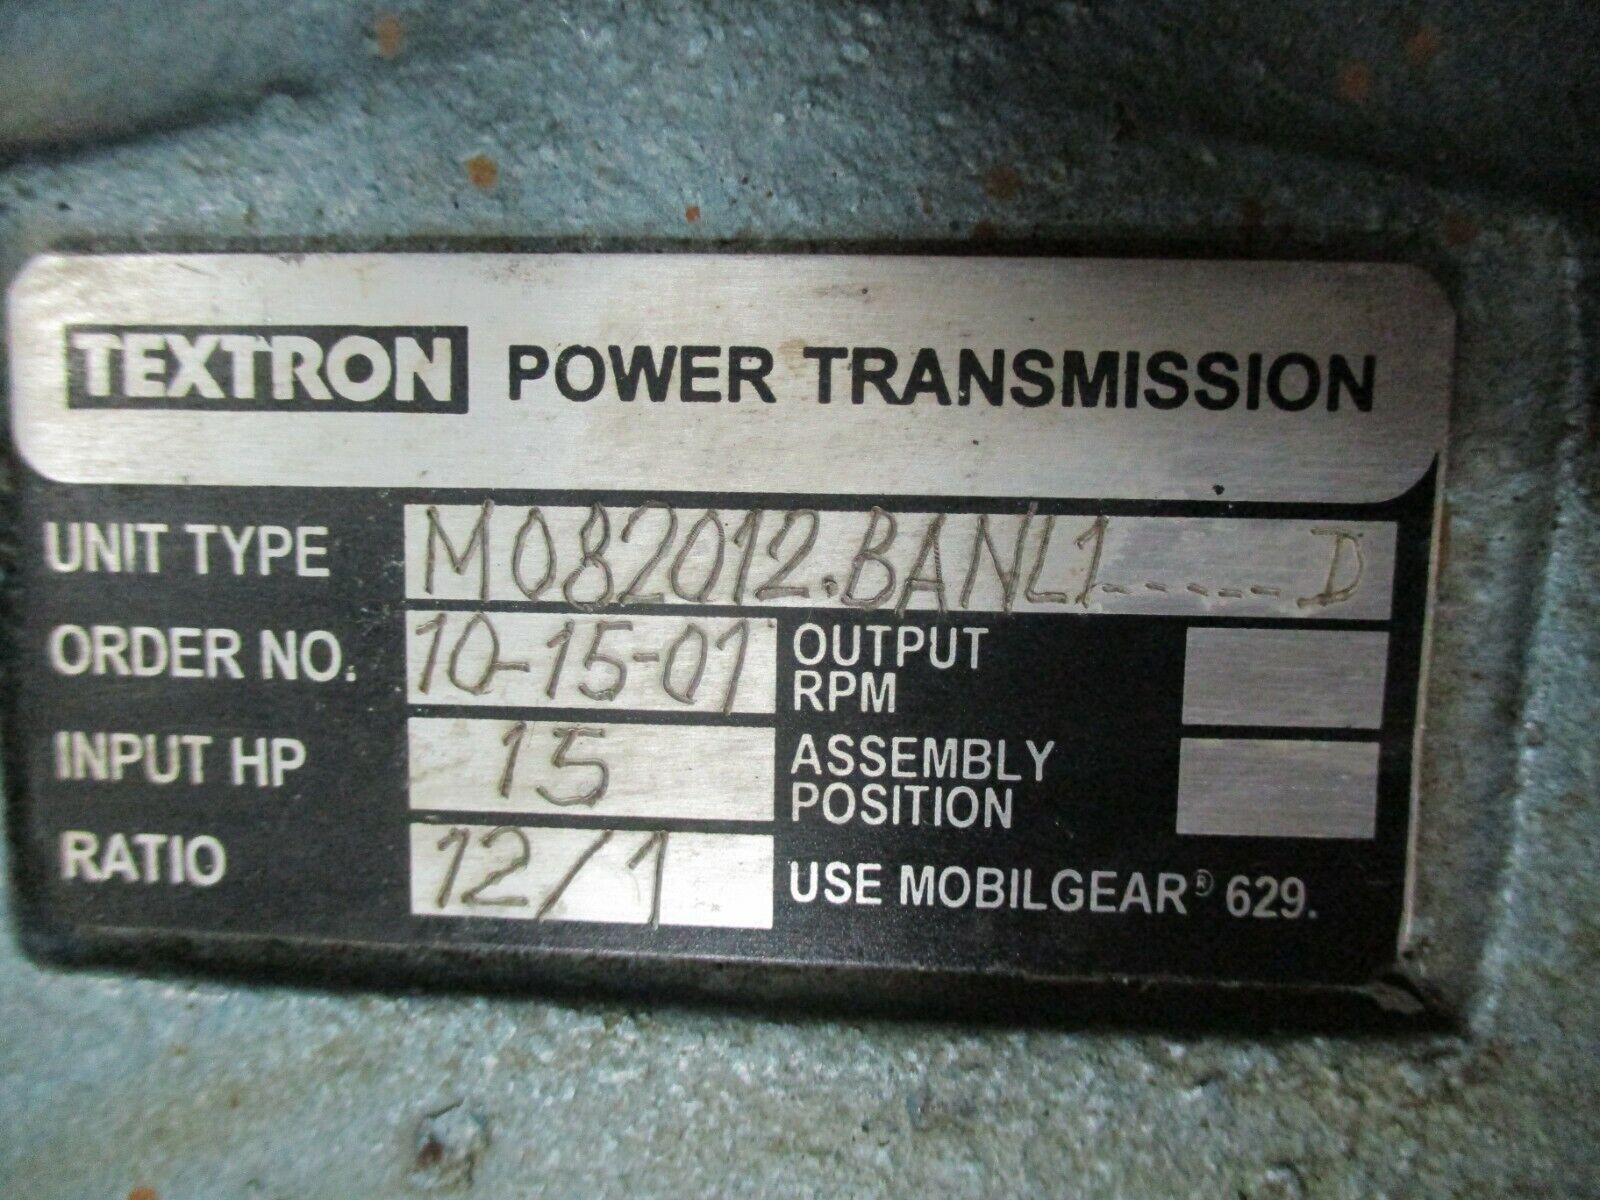 TEXTRON POWER TRANSMISSION
UNIT TYPE M082012.BANL1-----D
ORDER NO. 10-15-01
OUTPUT
RPM
INPUT HP 15
ASSEMBLY
POSITION
RATIO 12/1
USE MOBILGEAR® 629.